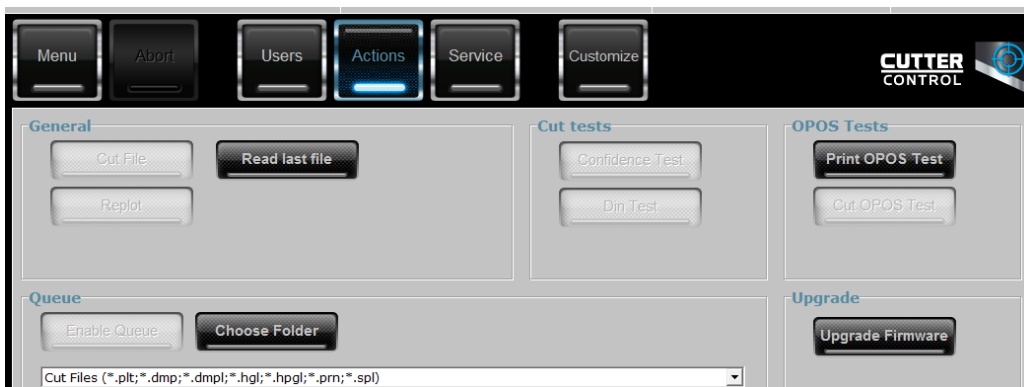 Menu
Abort
Users
Actions
Service
Customize
CUTTER
CONTROL
General
Cut File
Read last file
Replot
Cut tests
Confidence Test
Din Test
OPOS Tests
Print OPOS Test
Cut OPOS Test
Queue
Enable Queue
Choose Folder
Cut Files (*.plt;*.dmp;*.dmpl;*.hgl;*.hpgl;*.prn;*.spl)
Upgrade
Upgrade Firmware